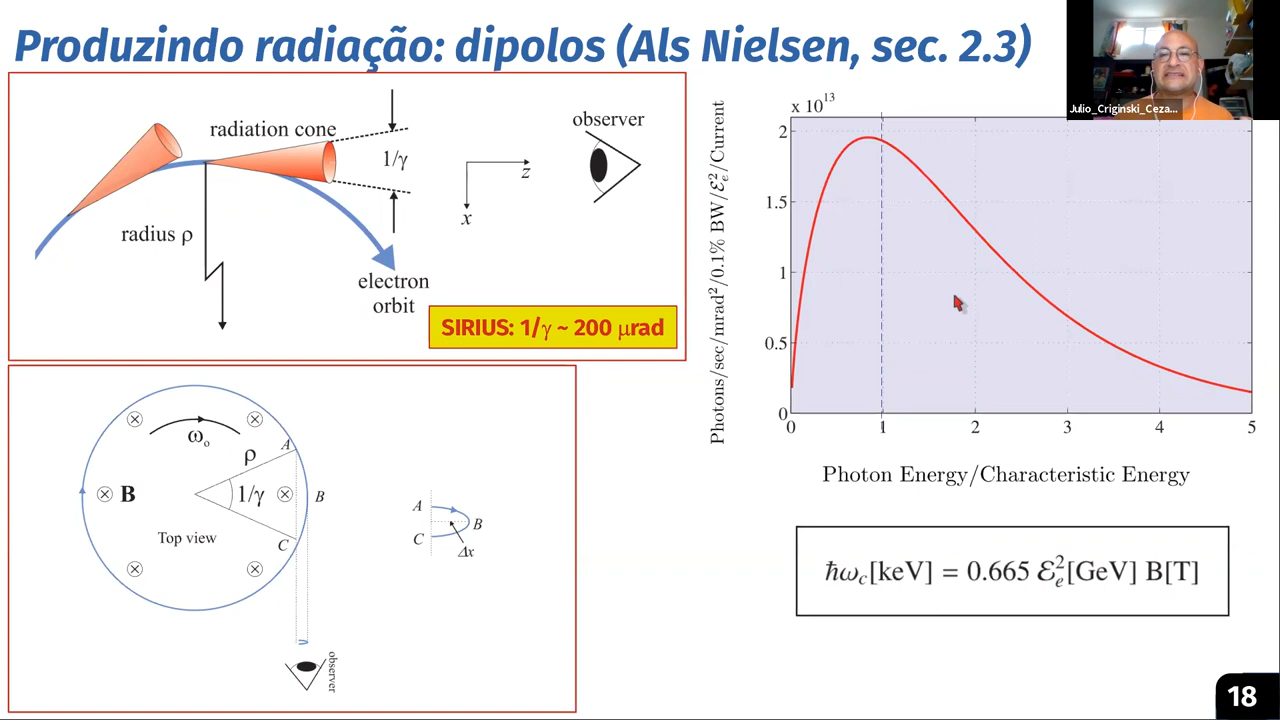 Produzindo radiação: dipolos (Als Nielsen, sec. 2.3)
Julio_Criginski_Ceza...
radiation cone
1/γ
observer
z
x
radius ρ
electron
orbit
SIRIUS: 1/γ ~ 200 μrad
ω₀
ρ
A
B
1/γ
B
Top view
C
A
B
C
Δx
observer
x 10¹³
2
1.5
1
0.5
0
0 1 2 3 4 5
Photons/sec/mrad²/0.1% BW/ℰₑ²/Current
Photon Energy/Characteristic Energy
ℏω_c[keV] = 0.665 ℰₑ²[GeV] B[T]
18